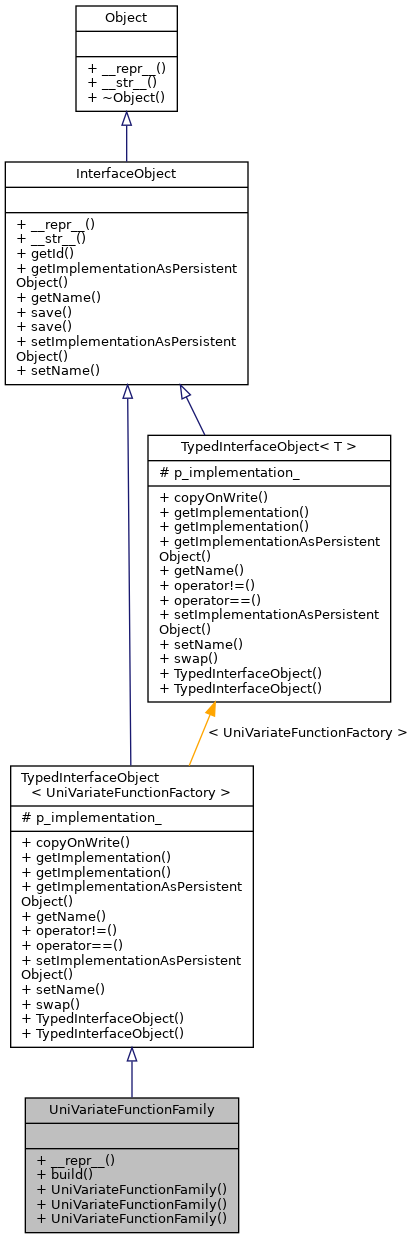 Object
+ __repr__()
+ __str__()
+ ~Object()
InterfaceObject
+ __repr__()
+ __str__()
+ getId()
+ getImplementationAsPersistent
Object()
+ getName()
+ save()
+ save()
+ setImplementationAsPersistent
Object()
+ setName()
TypedInterfaceObject< T >
# p_implementation_
+ copyOnWrite()
+ getImplementation()
+ getImplementation()
+ getImplementationAsPersistent
Object()
+ getName()
+ operator!=()
+ operator==()
+ setImplementationAsPersistent
Object()
+ setName()
+ swap()
+ TypedInterfaceObject()
+ TypedInterfaceObject()
< UniVariateFunctionFactory >
TypedInterfaceObject
< UniVariateFunctionFactory >
# p_implementation_
+ copyOnWrite()
+ getImplementation()
+ getImplementation()
+ getImplementationAsPersistent
Object()
+ getName()
+ operator!=()
+ operator==()
+ setImplementationAsPersistent
Object()
+ setName()
+ swap()
+ TypedInterfaceObject()
+ TypedInterfaceObject()
UniVariateFunctionFamily
+ __repr__()
+ build()
+ UniVariateFunctionFamily()
+ UniVariateFunctionFamily()
+ UniVariateFunctionFamily()